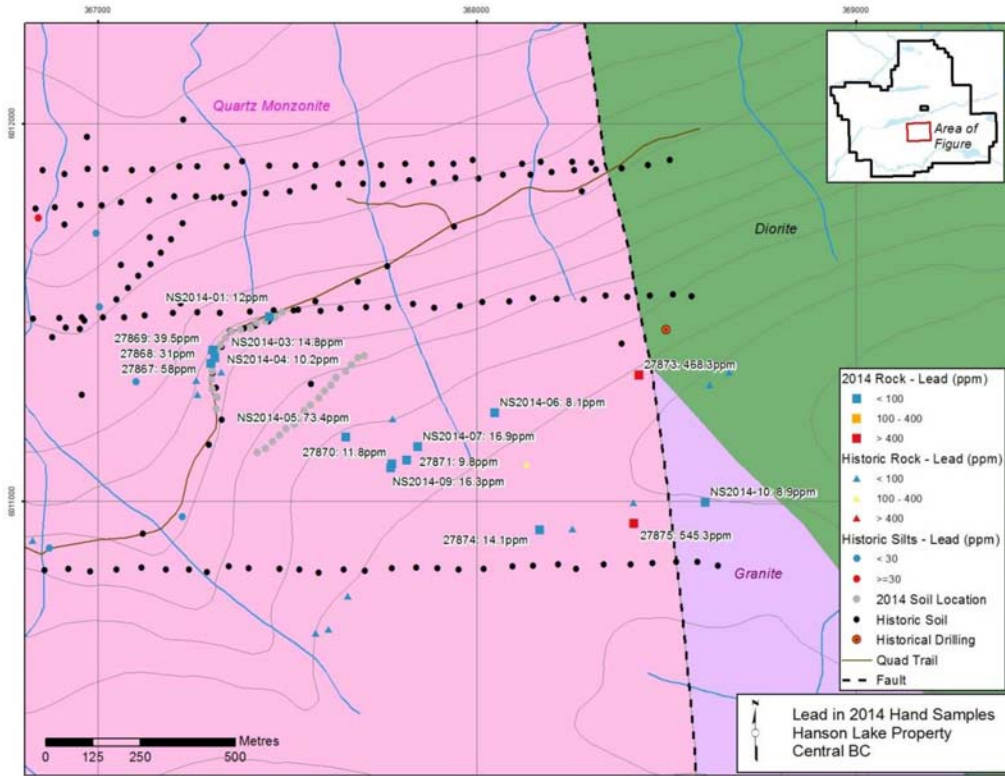 367000
368000
369000
6012000
6011000
Quartz Monzonite
Diorite
Granite
Area of
Figure
NS2014-01: 12ppm
27869: 39.5ppm
NS2014-03: 14.8ppm
27868: 31ppm
NS2014-04: 10.2ppm
27867: 58ppm
27873: 468.3ppm
NS2014-05: 73.4ppm
NS2014-06: 8.1ppm
NS2014-07: 16.9ppm
27870: 11.8ppm
27871: 9.8ppm
NS2014-09: 16.3ppm
NS2014-10: 8.9ppm
27874: 14.1ppm
27875: 545.3ppm
2014 Rock - Lead (ppm)
< 100
100 - 400
> 400
Historic Rock - Lead (ppm)
< 100
100 - 400
> 400
Historic Silts - Lead (ppm)
< 30
>=30
2014 Soil Location
Historic Soil
Historical Drilling
Quad Trail
Fault
N
Lead in 2014 Hand Samples
Hanson Lake Property
Central BC
Metres
0 125 250 500